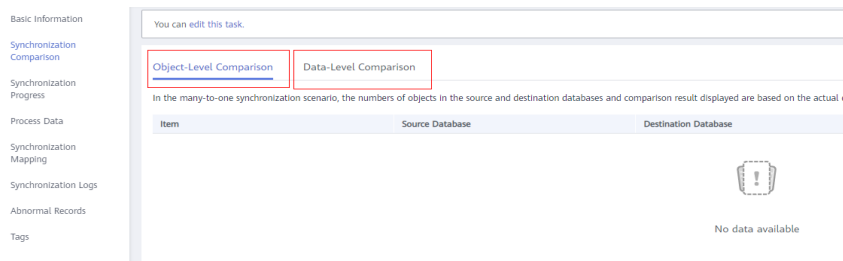 Basic Information
Synchronization
Comparison
Synchronization
Progress
Process Data
Synchronization
Mapping
Synchronization Logs
Abnormal Records
Tags
You can edit this task.
Object-Level Comparison
Data-Level Comparison
In the many-to-one synchronization scenario, the numbers of objects in the source and destination databases and comparison result displayed are based on the actual
Item
Source Database
Destination Database
No data available